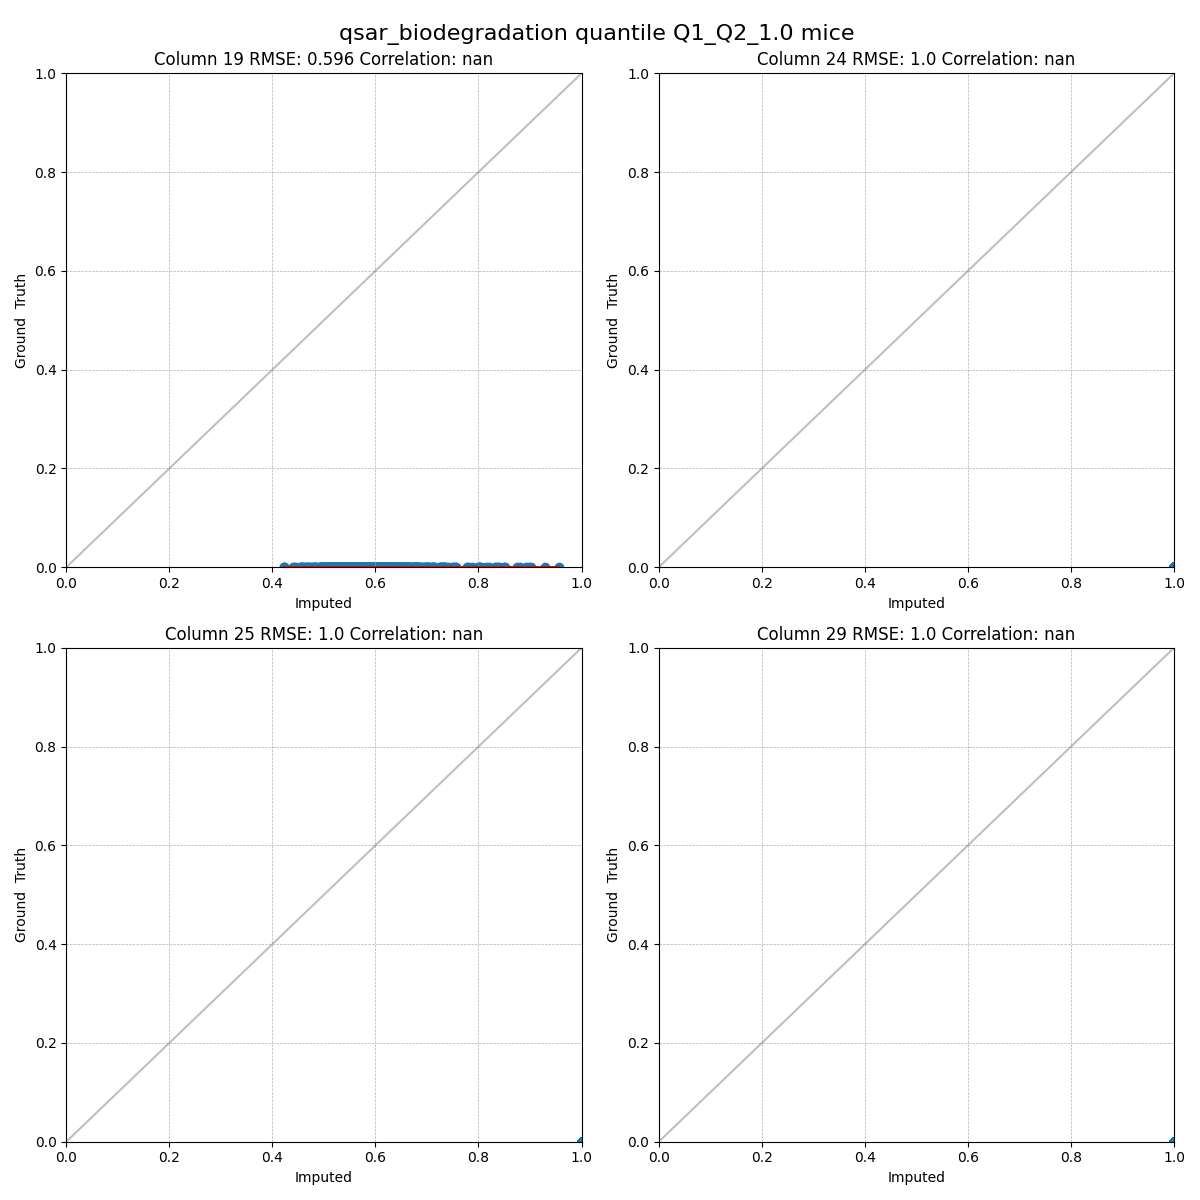 qsar_biodegradation quantile Q1_Q2_1.0 mice
Column 19 RMSE: 0.596 Correlation: nan
1.0
0.8
0.6
0.4
0.2
0.0
Ground Truth
0.0 0.2 0.4 0.6 0.8 1.0
Imputed
Column 24 RMSE: 1.0 Correlation: nan
1.0
0.8
0.6
0.4
0.2
0.0
Ground Truth
0.0 0.2 0.4 0.6 0.8 1.0
Imputed
Column 25 RMSE: 1.0 Correlation: nan
1.0
0.8
0.6
0.4
0.2
0.0
Ground Truth
0.0 0.2 0.4 0.6 0.8 1.0
Imputed
Column 29 RMSE: 1.0 Correlation: nan
1.0
0.8
0.6
0.4
0.2
0.0
Ground Truth
0.0 0.2 0.4 0.6 0.8 1.0
Imputed